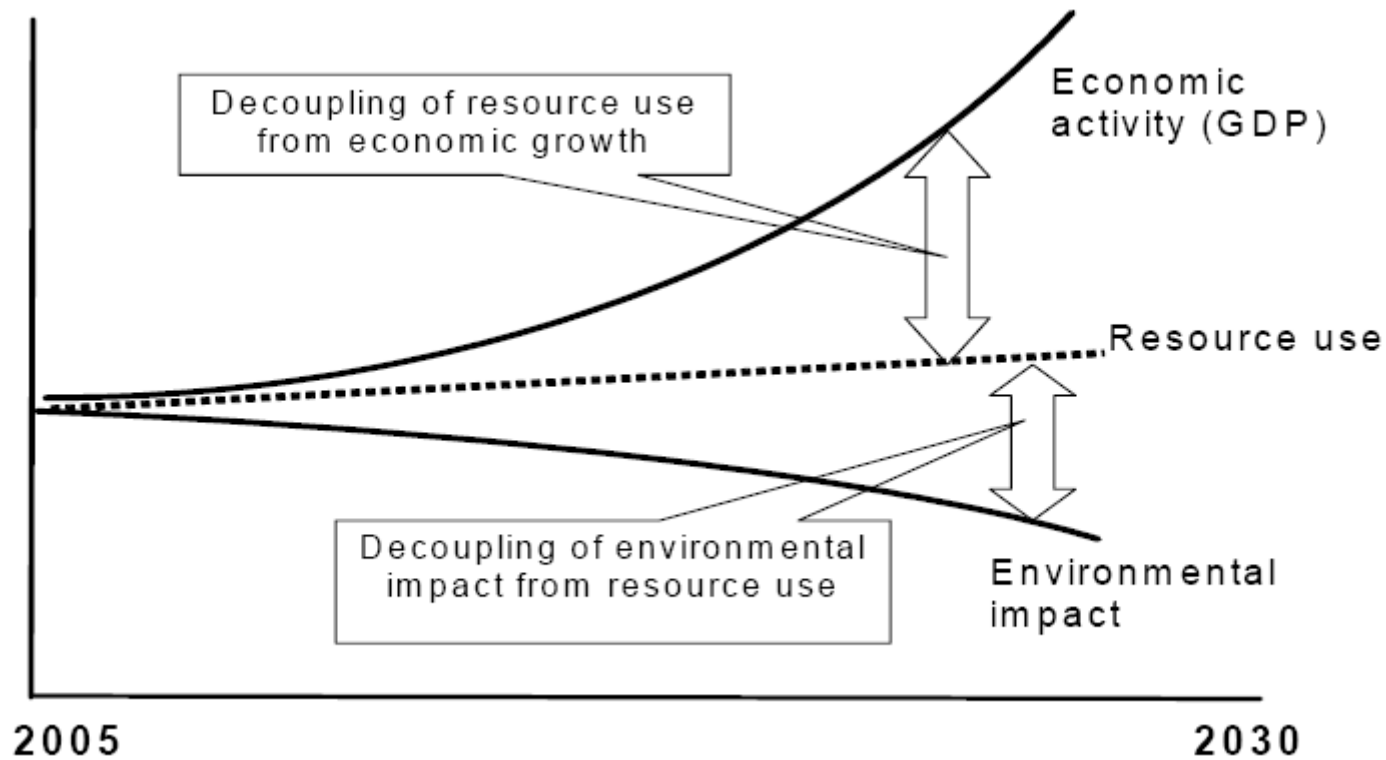 Decoupling of resource use
from economic growth
Economic
activity (GDP)
Resource use
Decoupling of environmental
impact from resource use
Environmental
impact
2005
2030